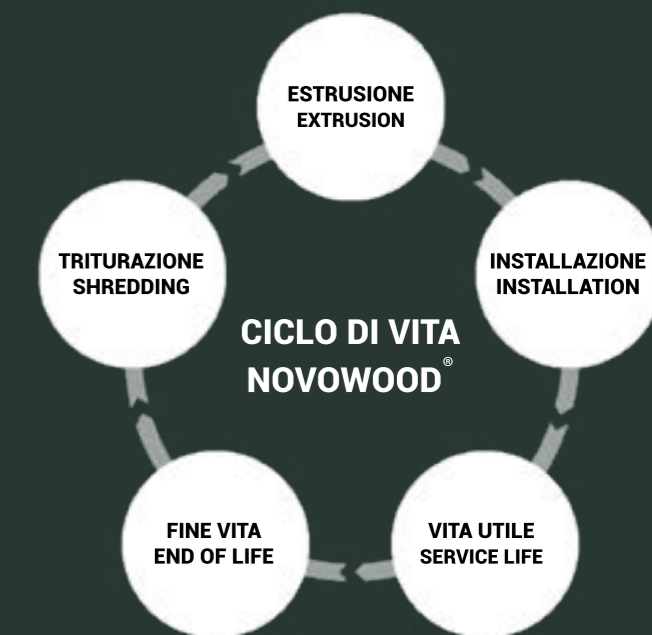 ESTRUSIONE
EXTRUSION
INSTALLAZIONE
INSTALLATION
TRITURAZIONE
SHREDDING
CICLO DI VITA
NOVOWOOD®
VITA UTILE
SERVICE LIFE
FINE VITA
END OF LIFE